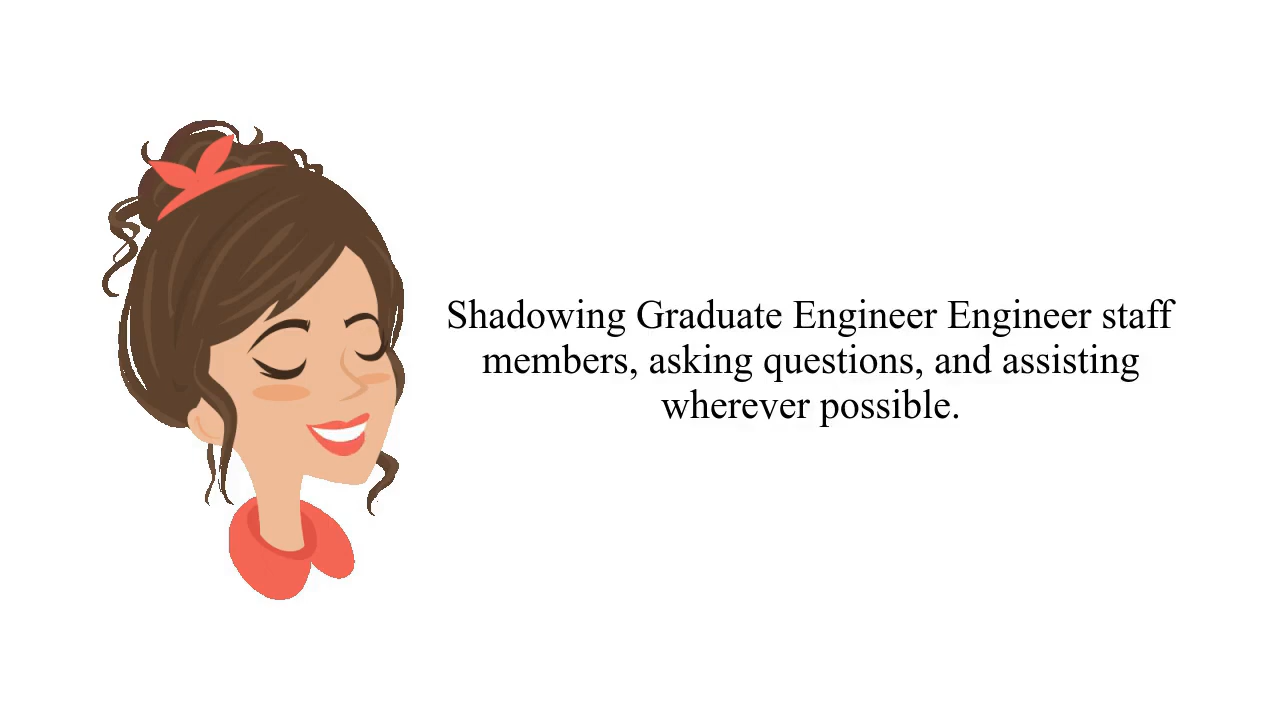 Shadowing Graduate Engineer Engineer staff
members, asking questions, and assisting
wherever possible.